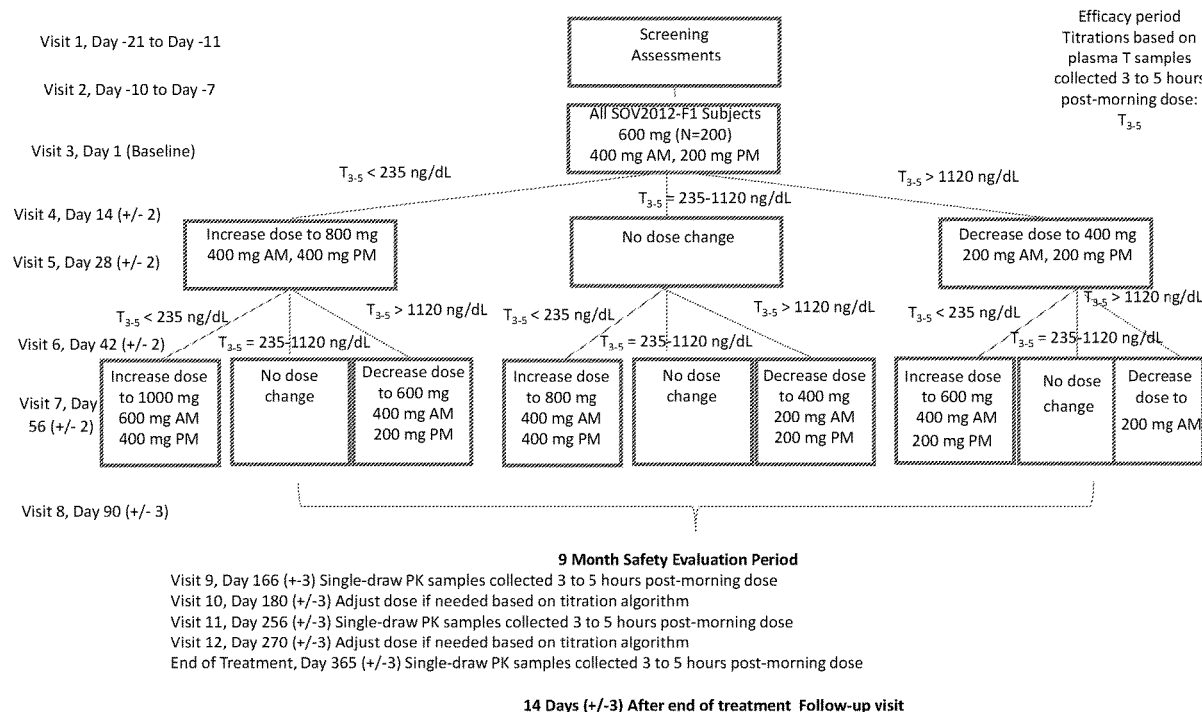 Visit 1, Day -21 to Day -11
Visit 2, Day -10 to Day -7
Visit 3, Day 1 (Baseline)
Visit 4, Day 14 (+/- 2)
Visit 5, Day 28 (+/- 2)
Screening
Assessments
Efficacy period
Titrations based on
plasma T samples
collected 3 to 5 hours
post-morning dose:
T3-5
All SOV2012-F1 Subjects
600 mg (N=200)
400 mg AM, 200 mg PM
T3-5 < 235 ng/dL
T3-5 = 235-1120 ng/dL
T3-5 > 1120 ng/dL
Increase dose to 800 mg
400 mg AM, 400 mg PM
No dose change
Decrease dose to 400 mg
200 mg AM, 200 mg PM
T3-5 < 235 ng/dL
T3-5 > 1120 ng/dL
T3-5 < 235 ng/dL
T3-5 > 1120 ng/dL
T3-5 < 235 ng/dL
T3-5 > 1120 ng/dL
Visit 6, Day 42 (+/- 2)
T3-5 = 235-1120 ng/dL
T3-5 = 235-1120 ng/dL
T3-5 = 235-1120 ng/dL
Visit 7, Day
56 (+/- 2)
Increase dose
to 1000 mg
600 mg AM
400 mg PM
No dose
change
Decrease dose
to 600 mg
400 mg AM
200 mg PM
Increase dose
to 800 mg
400 mg AM
400 mg PM
No dose
change
Decrease dose
to 400 mg
200 mg AM
200 mg PM
Increase dose
to 600 mg
400 mg AM
200 mg PM
No dose
change
Decrease
dose to
200 mg AM
Visit 8, Day 90 (+/- 3)
9 Month Safety Evaluation Period
Visit 9, Day 166 (+-3) Single-draw PK samples collected 3 to 5 hours post-morning dose
Visit 10, Day 180 (+/-3) Adjust dose if needed based on titration algorithm
Visit 11, Day 256 (+/-3) Single-draw PK samples collected 3 to 5 hours post-morning dose
Visit 12, Day 270 (+/-3) Adjust dose if needed based on titration algorithm
End of Treatment, Day 365 (+/-3) Single-draw PK samples collected 3 to 5 hours post-morning dose
14 Days (+/-3) After end of treatment Follow-up visit